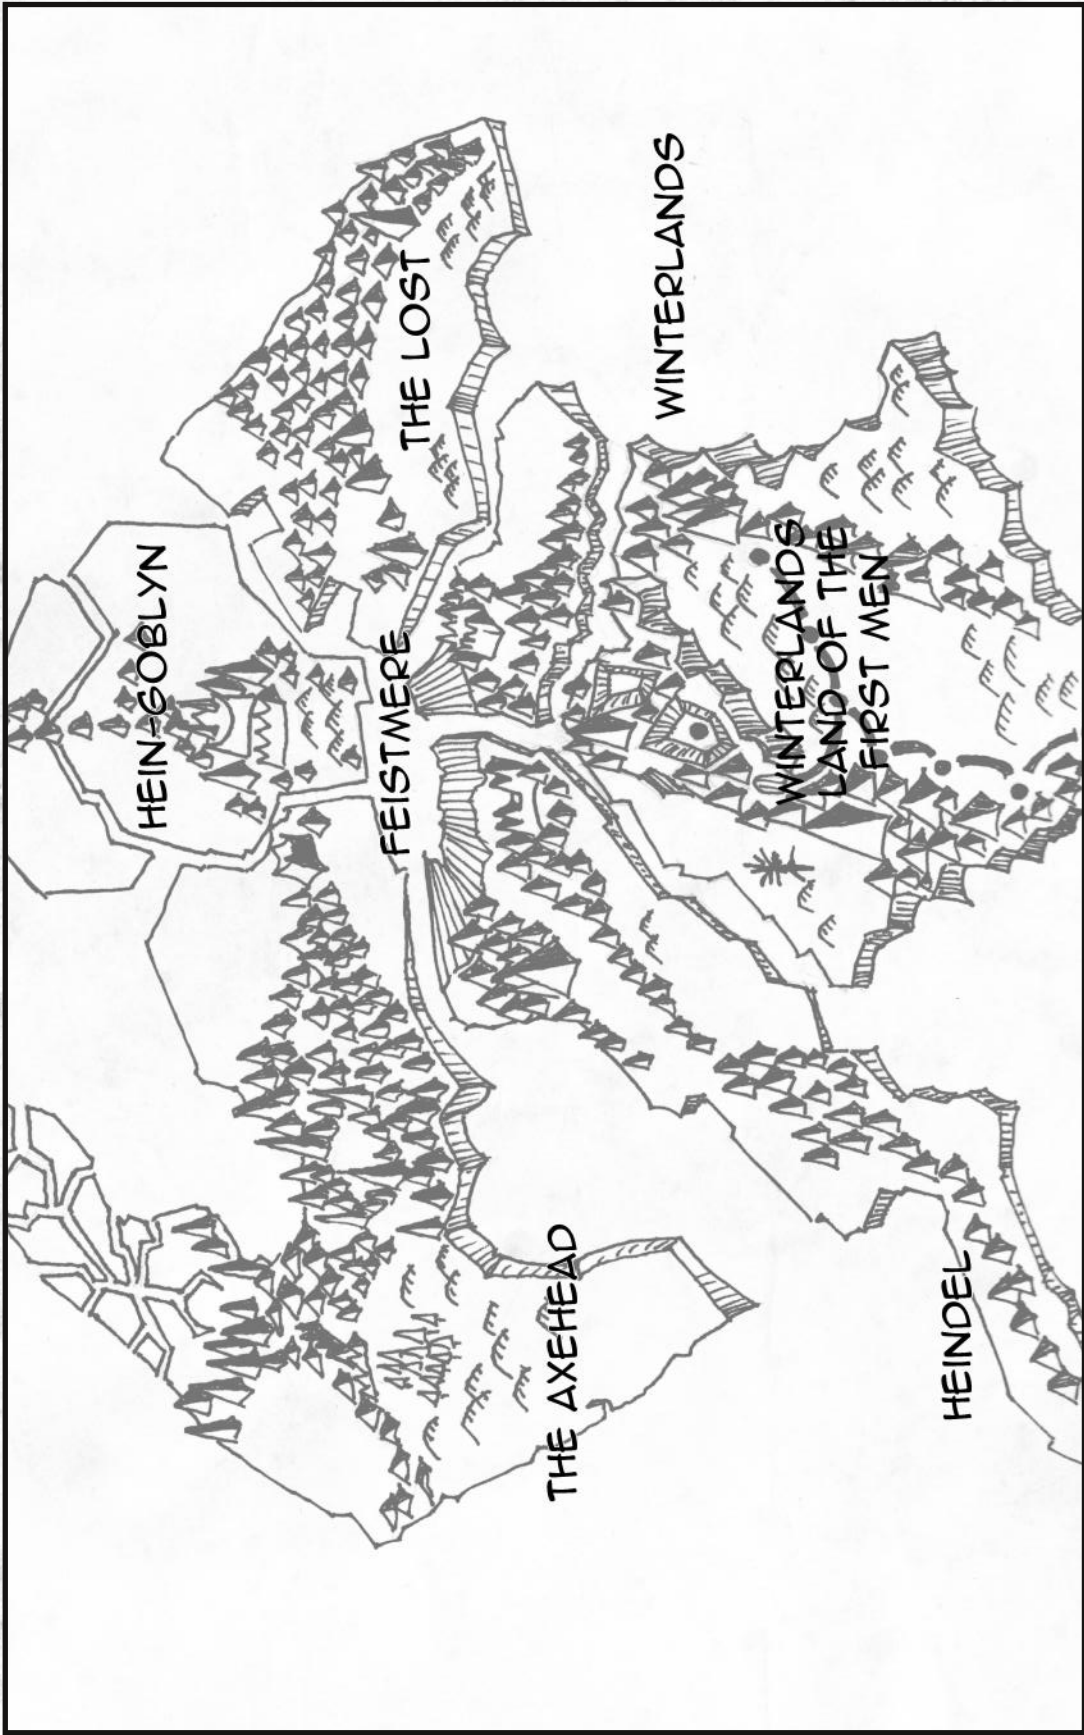 HEIN-GOBLYN
FEISTMERE
THE LOST
THE AXEHEAD
WINTERLANDS
WINTERLANDS
LAND OF THE
FIRST MEN
HEINDEL